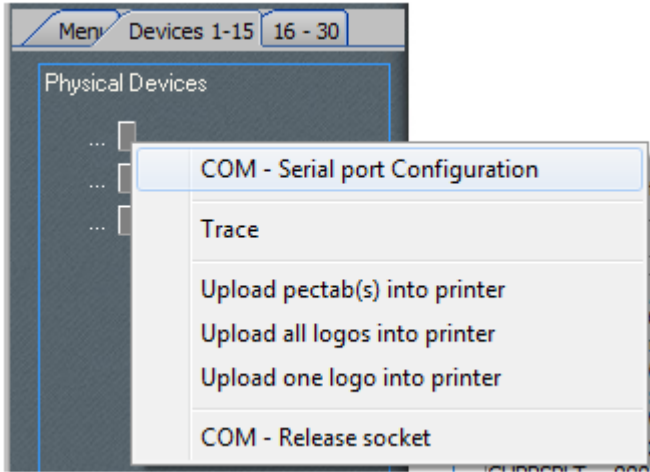 Menu Devices 1-15 16 - 30
Physical Devices
...
COM - Serial port Configuration
...
...
Trace
Upload pectab(s) into printer
Upload all logos into printer
Upload one logo into printer
COM - Release socket